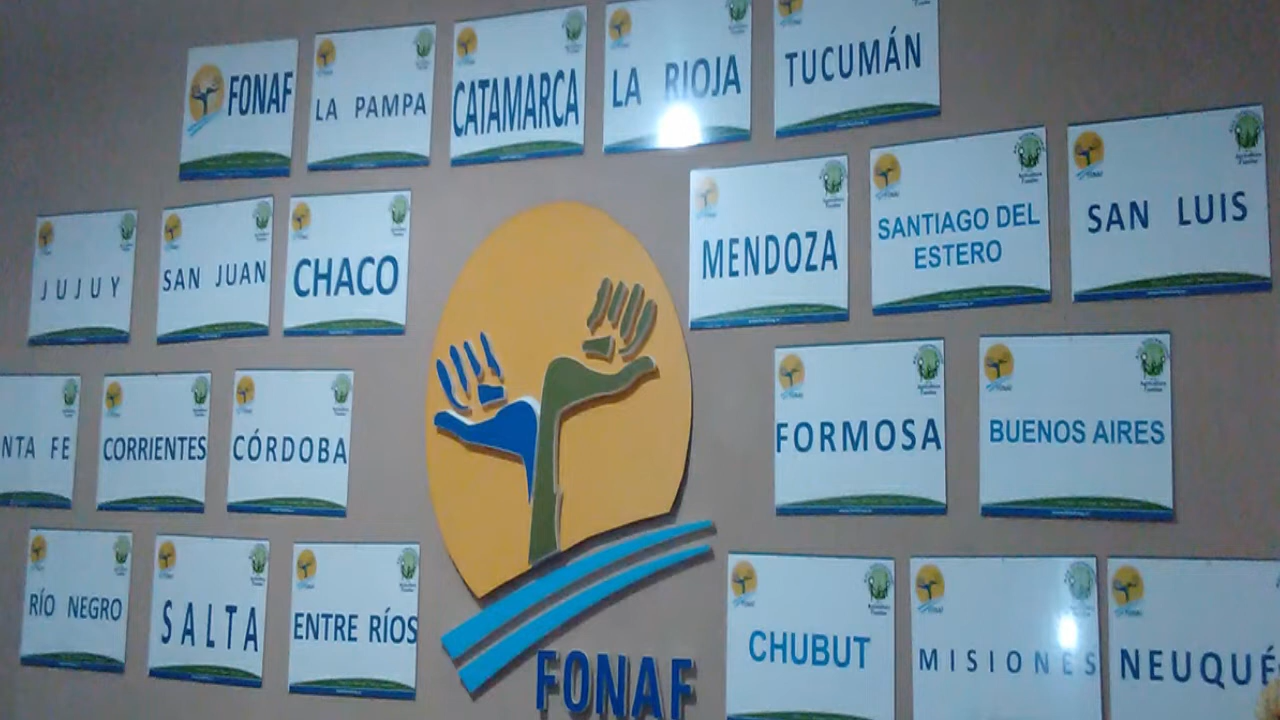 FONAF
LA PAMPA
CATAMARCA
LA RIOJA
TUCUMÁN
JUJUY
SAN JUAN
CHACO
MENDOZA
SANTIAGO DEL
ESTERO
SAN LUIS
NTA FE
CORRIENTES
CÓRDOBA
FORMOSA
BUENOS AIRES
RÍO NEGRO
SALTA
ENTRE RÍOS
CHUBUT
MISIONES
NEUQUÉ
FONAF